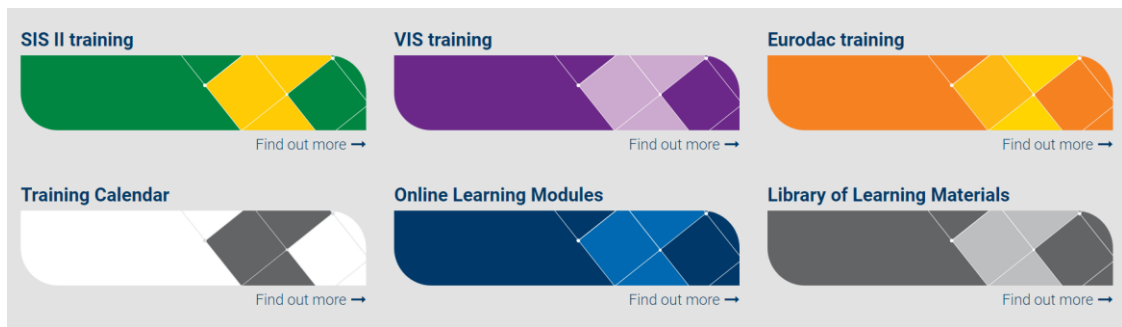 SIS II training
VIS training
Eurodac training
Find out more →
Find out more →
Find out more →
Training Calendar
Online Learning Modules
Library of Learning Materials
Find out more →
Find out more →
Find out more →